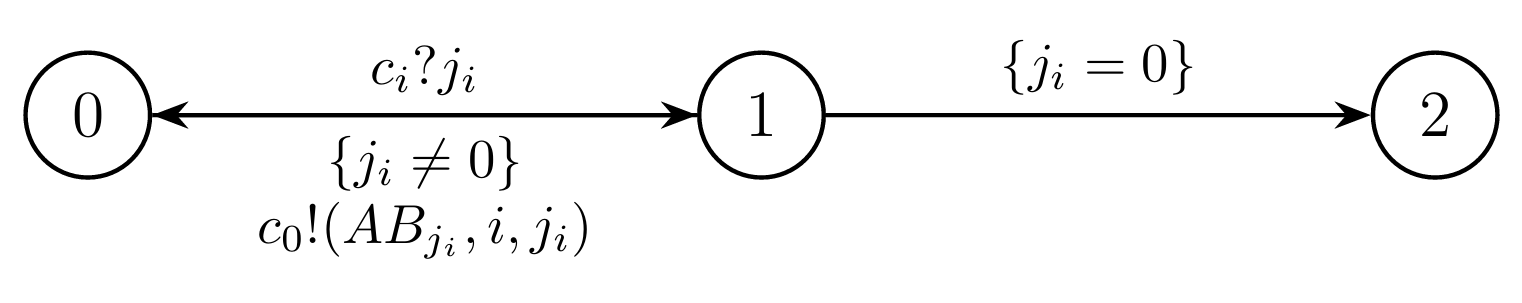 c_i?j_i
{j_i = 0}
0
1
2
{j_i ≠ 0}
c_0!(AB_{j_i}, i, j_i)